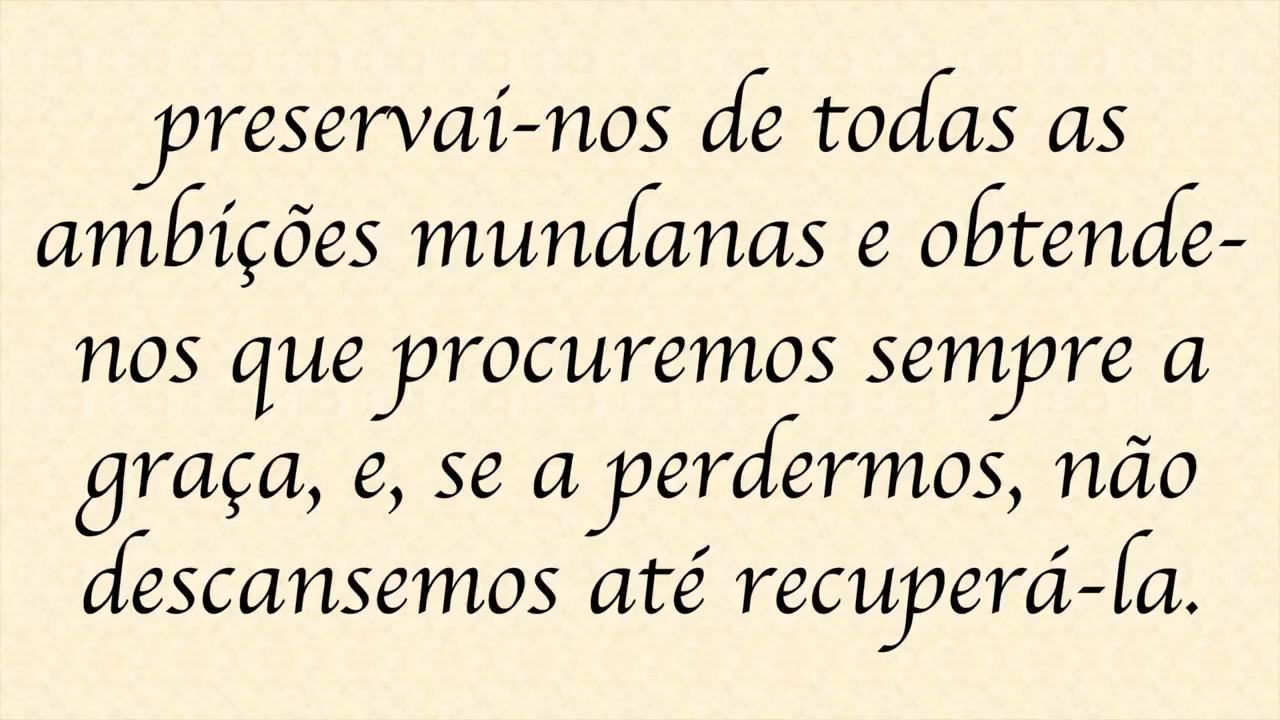 preservai-nos de todas as
ambições mundanas e obtende-
nos que procuremos sempre a
graça, e, se a perdermos, não
descansemos até recuperá-la.